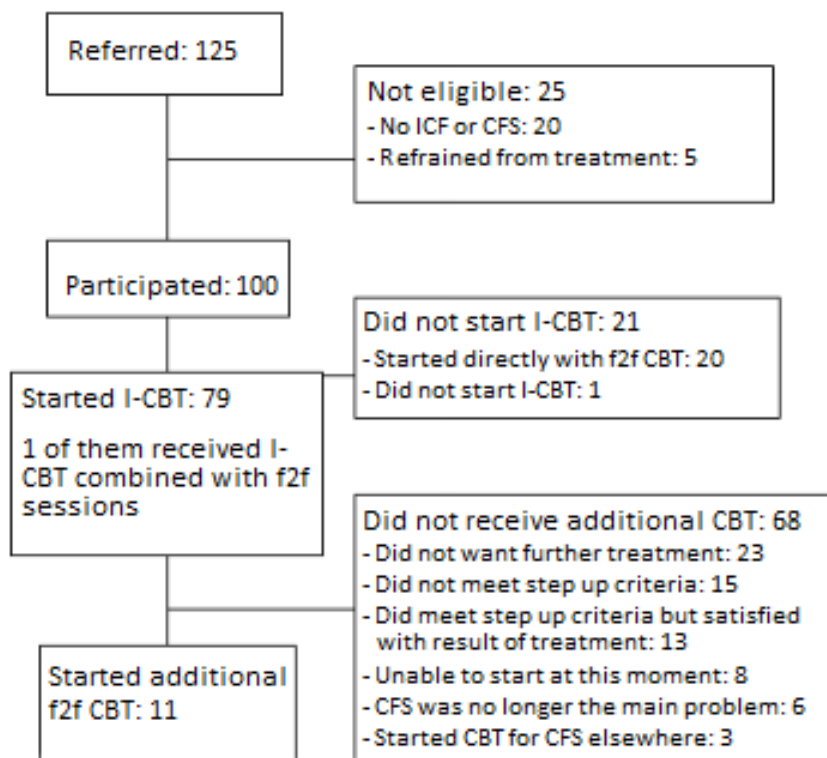 Referred: 125
Not eligible: 25
- No ICF or CFS: 20
- Refrained from treatment: 5
Participated: 100
Did not start I-CBT: 21
- Started directly with f2f CBT: 20
- Did not start I-CBT: 1
Started I-CBT: 79
1 of them received I-
CBT combined with f2f
sessions
Did not receive additional CBT: 68
- Did not want further treatment: 23
- Did not meet step up criteria: 15
- Did meet step up criteria but satisfied
with result of treatment: 13
- Unable to start at this moment: 8
- CFS was no longer the main problem: 6
- Started CBT for CFS elsewhere: 3
Started additional
f2f CBT: 11